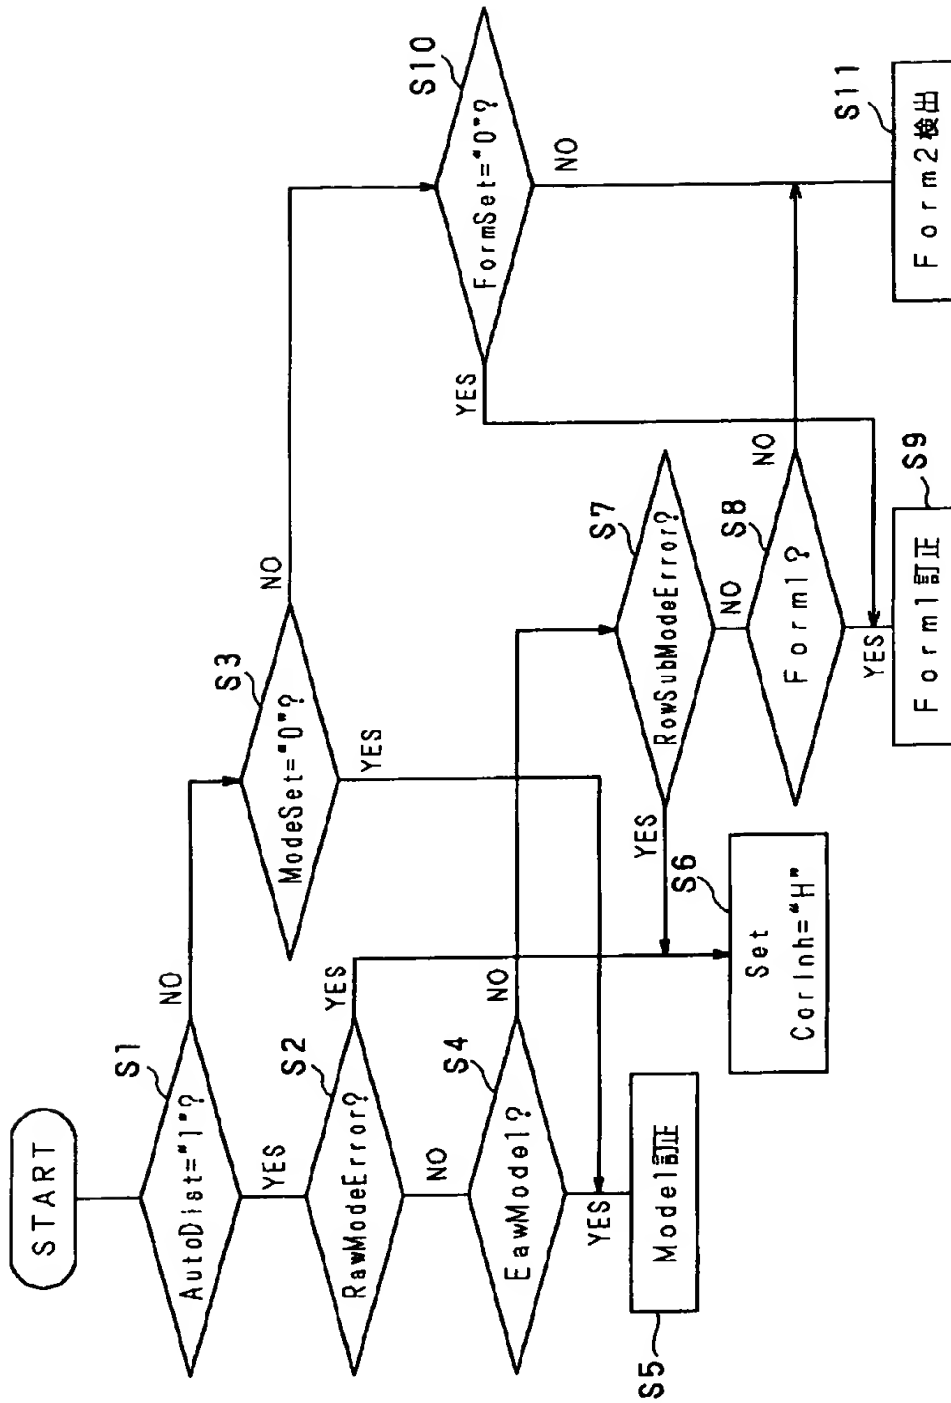 START
S1
AutoDist="1"?
NO
YES
S2
RawModeError?
YES
NO
S3
ModeSet="0"?
NO
YES
S4
EawMode1?
NO
YES
S5
Mode1訂正
S6
Set
CorInh="H"
S7
RowSubModeError?
YES
NO
S8
Form1?
NO
YES
S9
Form1訂正
S10
FormSet="0"?
YES
NO
S11
Form2検出